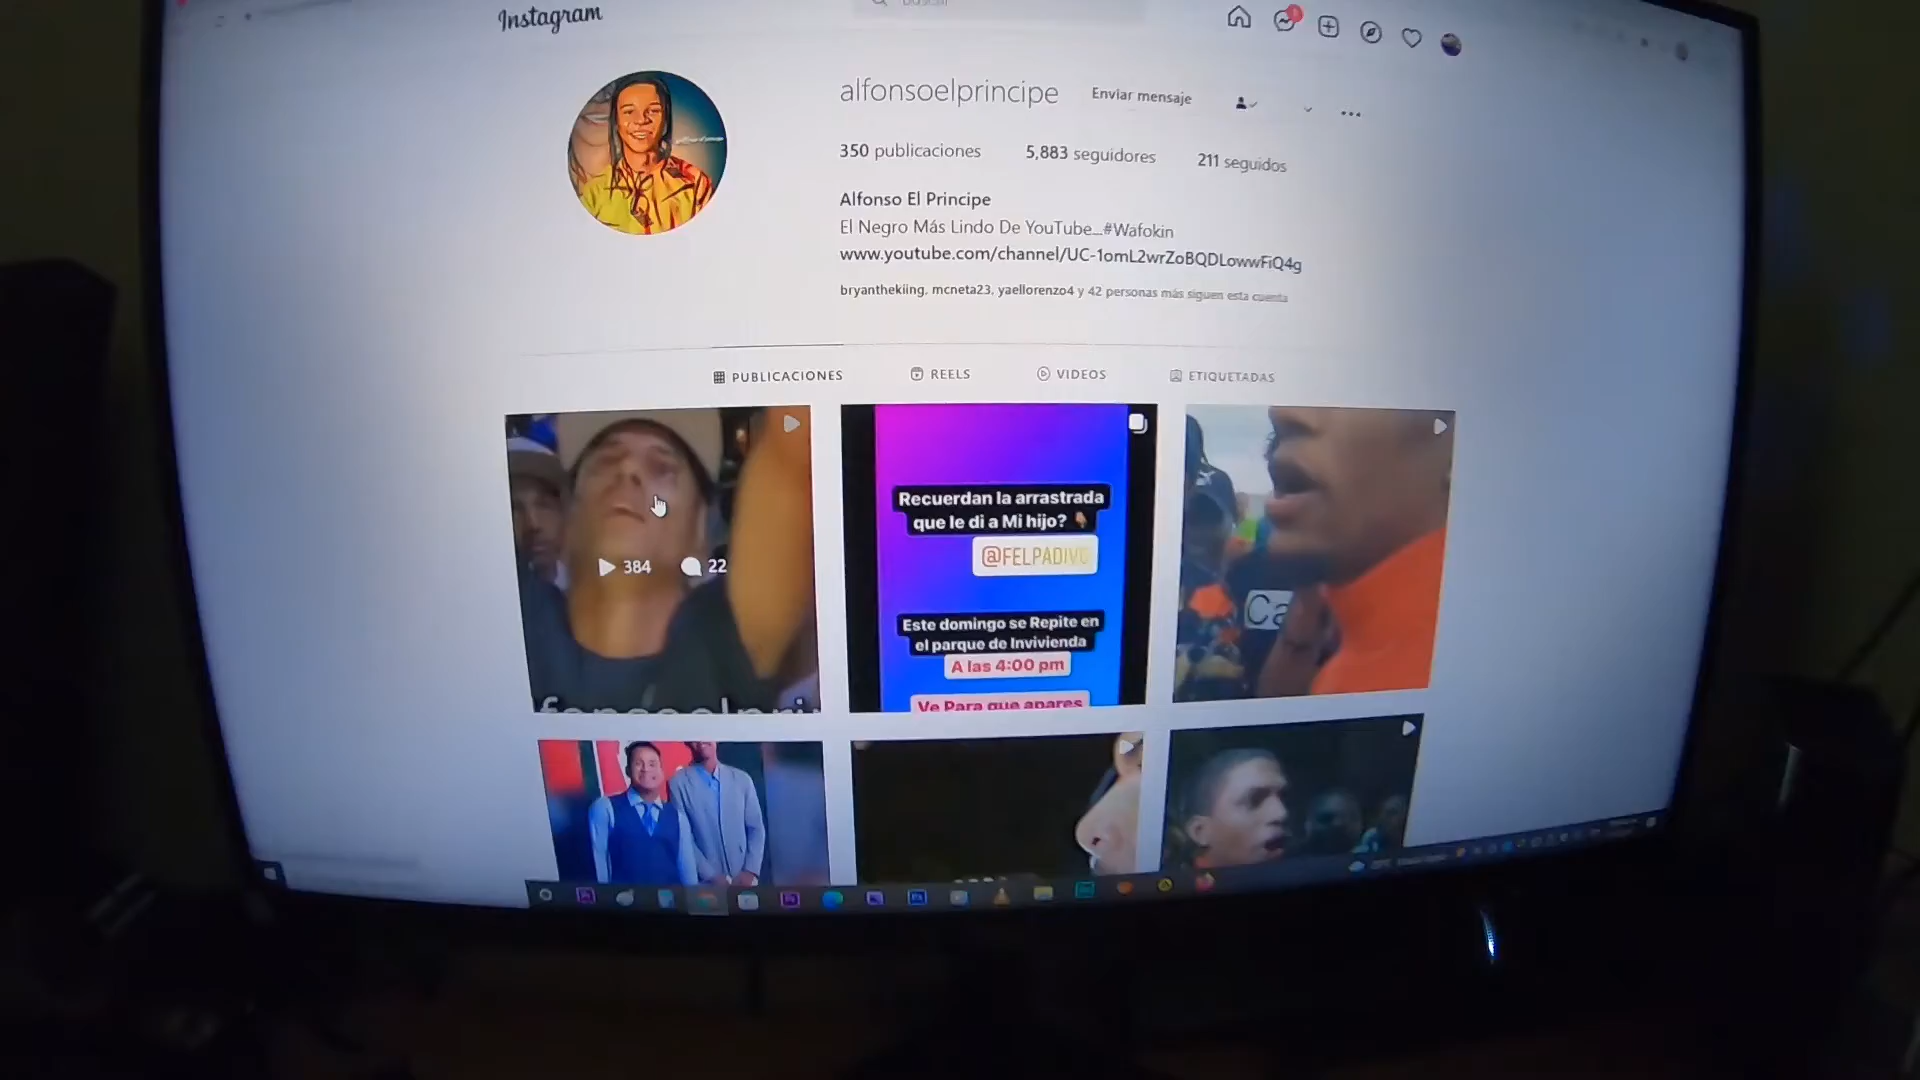 Instagram
alfonsoelprincipe
Enviar mensaje
350 publicaciones
5,883 seguidores
211 seguidos
Alfonso El Principe
El Negro Más Lindo De YouTube_#Wafokin
www.youtube.com/channel/UC-1omL2wrZoBQDLowwFiQ4g
bryanthekiing, mcneta23, yaellorenzo4 y 42 personas más siguen esta cuenta
PUBLICACIONES
REELS
VIDEOS
ETIQUETADAS
384
22
Recuerdan la arrastrada
que le di a Mi hijo?
@FELPADIVO
Este domingo se Repite en
el parque de Invivienda
A las 4:00 pm
Ve Para que apares
Ca